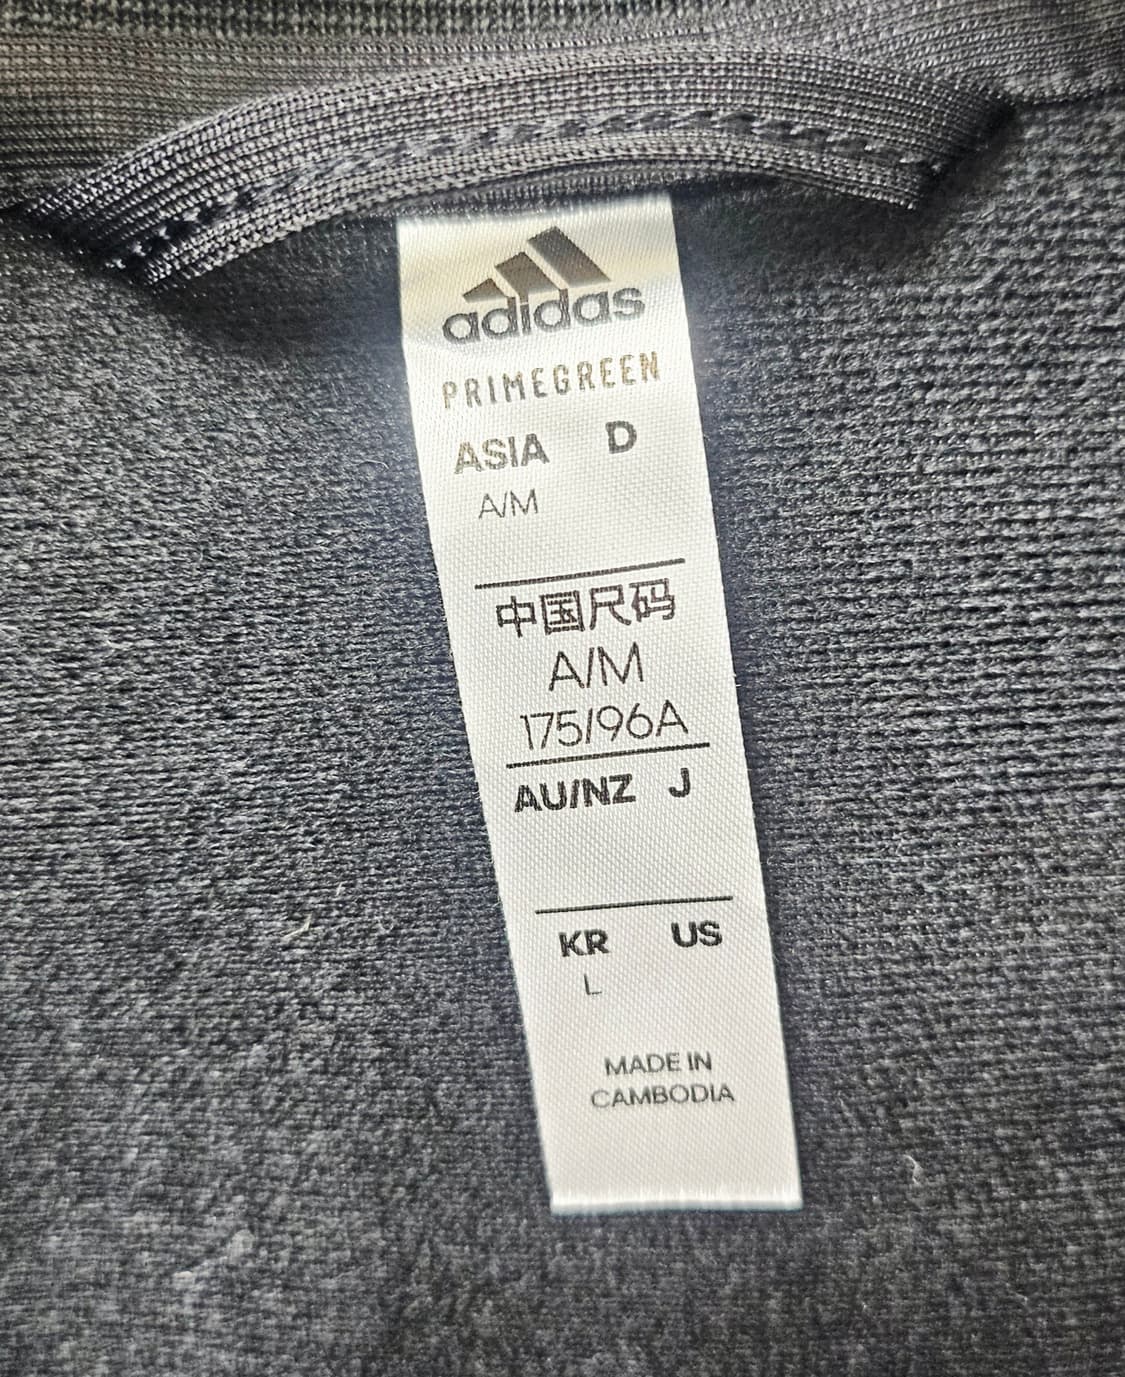 adidas
PRIMEGREEN
ASIA D
A/M
中国尺码
A/M
175/96A
AU/NZ J
KR US
L
MADE IN
CAMBODIA